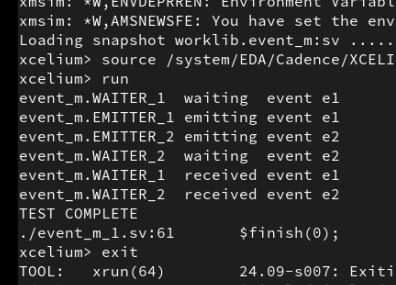 xmsim: *W,ENVDEPRREN: Environment Variabl
xmsim: *W,AMSNEWSFE: You have set the env
Loading snapshot worklib.event_m:sv .....
xcelium> source /system/EDA/Cadence/XCELI
xcelium> run
event_m.WAITER_1  waiting  event e1
event_m.EMITTER_1 emitting event e1
event_m.EMITTER_2 emitting event e2
event_m.WAITER_2  waiting  event e2
event_m.WAITER_1  received event e1
event_m.WAITER_2  received event e2
TEST COMPLETE
./event_m_1.sv:61      $finish(0);
xcelium> exit
TOOL:   xrun(64)       24.09-s007: Exiti